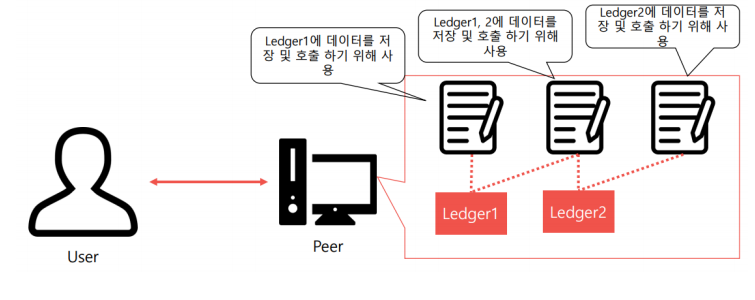 Ledger1에 데이터를 저
장 및 호출 하기 위해 사
용
Ledger1, 2에 데이터를
저장 및 호출 하기 위해
사용
Ledger2에 데이터를 저
장 및 호출 하기 위해 사
용
Ledger1
Ledger2
Peer
User